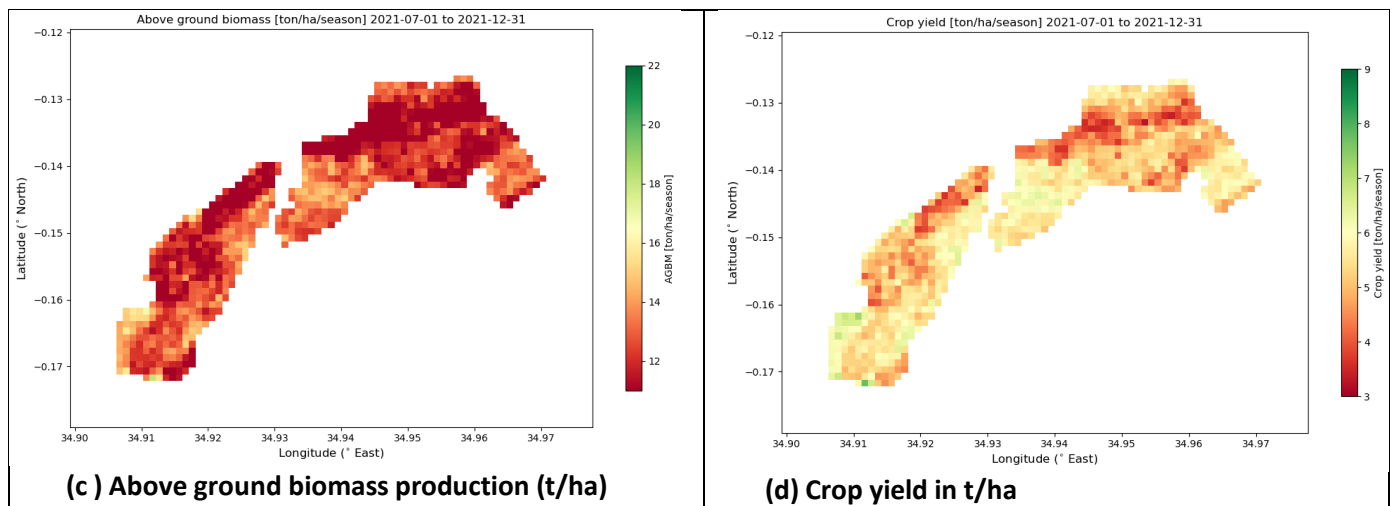 Above ground biomass [ton/ha/season] 2021-07-01 to 2021-12-31
−0.12
−0.13
−0.14
−0.15
−0.16
−0.17
Latitude (˚ North)
34.90 34.91 34.92 34.93 34.94 34.95 34.96 34.97
Longitude (˚ East)
22
20
18
16
14
12
AGBM [ton/ha/season]
(c ) Above ground biomass production (t/ha)
Crop yield [ton/ha/season] 2021-07-01 to 2021-12-31
−0.12
−0.13
−0.14
−0.15
−0.16
−0.17
Latitude (˚ North)
34.90 34.91 34.92 34.93 34.94 34.95 34.96 34.97
Longitude (˚ East)
9
8
7
6
5
4
3
Crop yield [ton/ha/season]
(d) Crop yield in t/ha